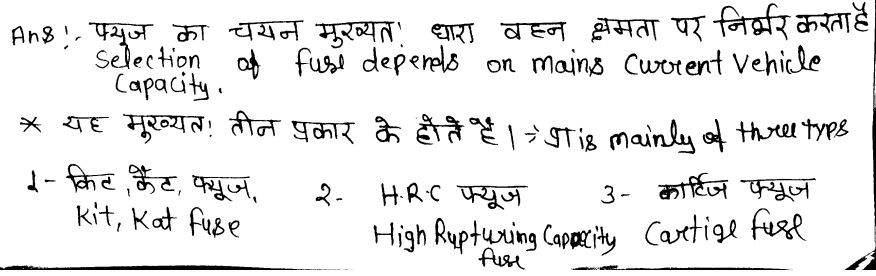 Ans:- फ्यूज का चयन मुख्यत: धारा वहन क्षमता पर निर्भर करता है
Selection of fuse depends on mains Current Vehicle
Capacity.
* यह मुख्यत: तीन प्रकार के होते है । → It is mainly of three typs
1- किट, कैट, फ्यूज, 2- H.R.C फ्यूज 3- कार्टिज फ्यूज
Kit, Kat fuse High Rupturing Capacity Cartige fuse
fuse